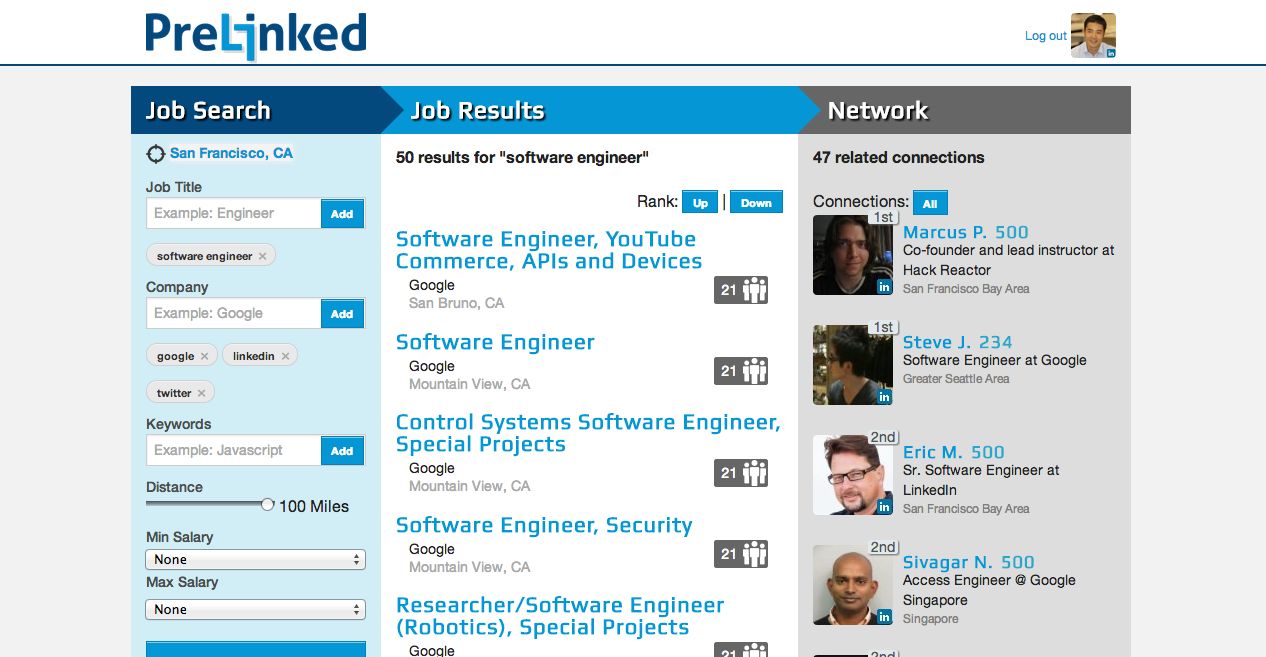 PreLinked
Log out
Job Search
Job Results
Network
San Francisco, CA
Job Title
Example: Engineer
Add
software engineer ×
Company
Example: Google
Add
google ×
linkedin ×
twitter ×
Keywords
Example: Javascript
Add
Distance
100 Miles
Min Salary
None
Max Salary
None
50 results for "software engineer"
Rank: Up | Down
Software Engineer, YouTube
Commerce, APIs and Devices
Google
San Bruno, CA
21
Software Engineer
Google
Mountain View, CA
21
Control Systems Software Engineer,
Special Projects
Google
Mountain View, CA
21
Software Engineer, Security
Google
Mountain View, CA
21
Researcher/Software Engineer
(Robotics), Special Projects
Google
21
47 related connections
Connections: All
1st
Marcus P. 500
Co-founder and lead instructor at
Hack Reactor
San Francisco Bay Area
in
1st
Steve J. 234
Software Engineer at Google
Greater Seattle Area
in
2nd
Eric M. 500
Sr. Software Engineer at
LinkedIn
San Francisco Bay Area
in
2nd
Sivagar N. 500
Access Engineer @ Google
Singapore
Singapore
in
2nd